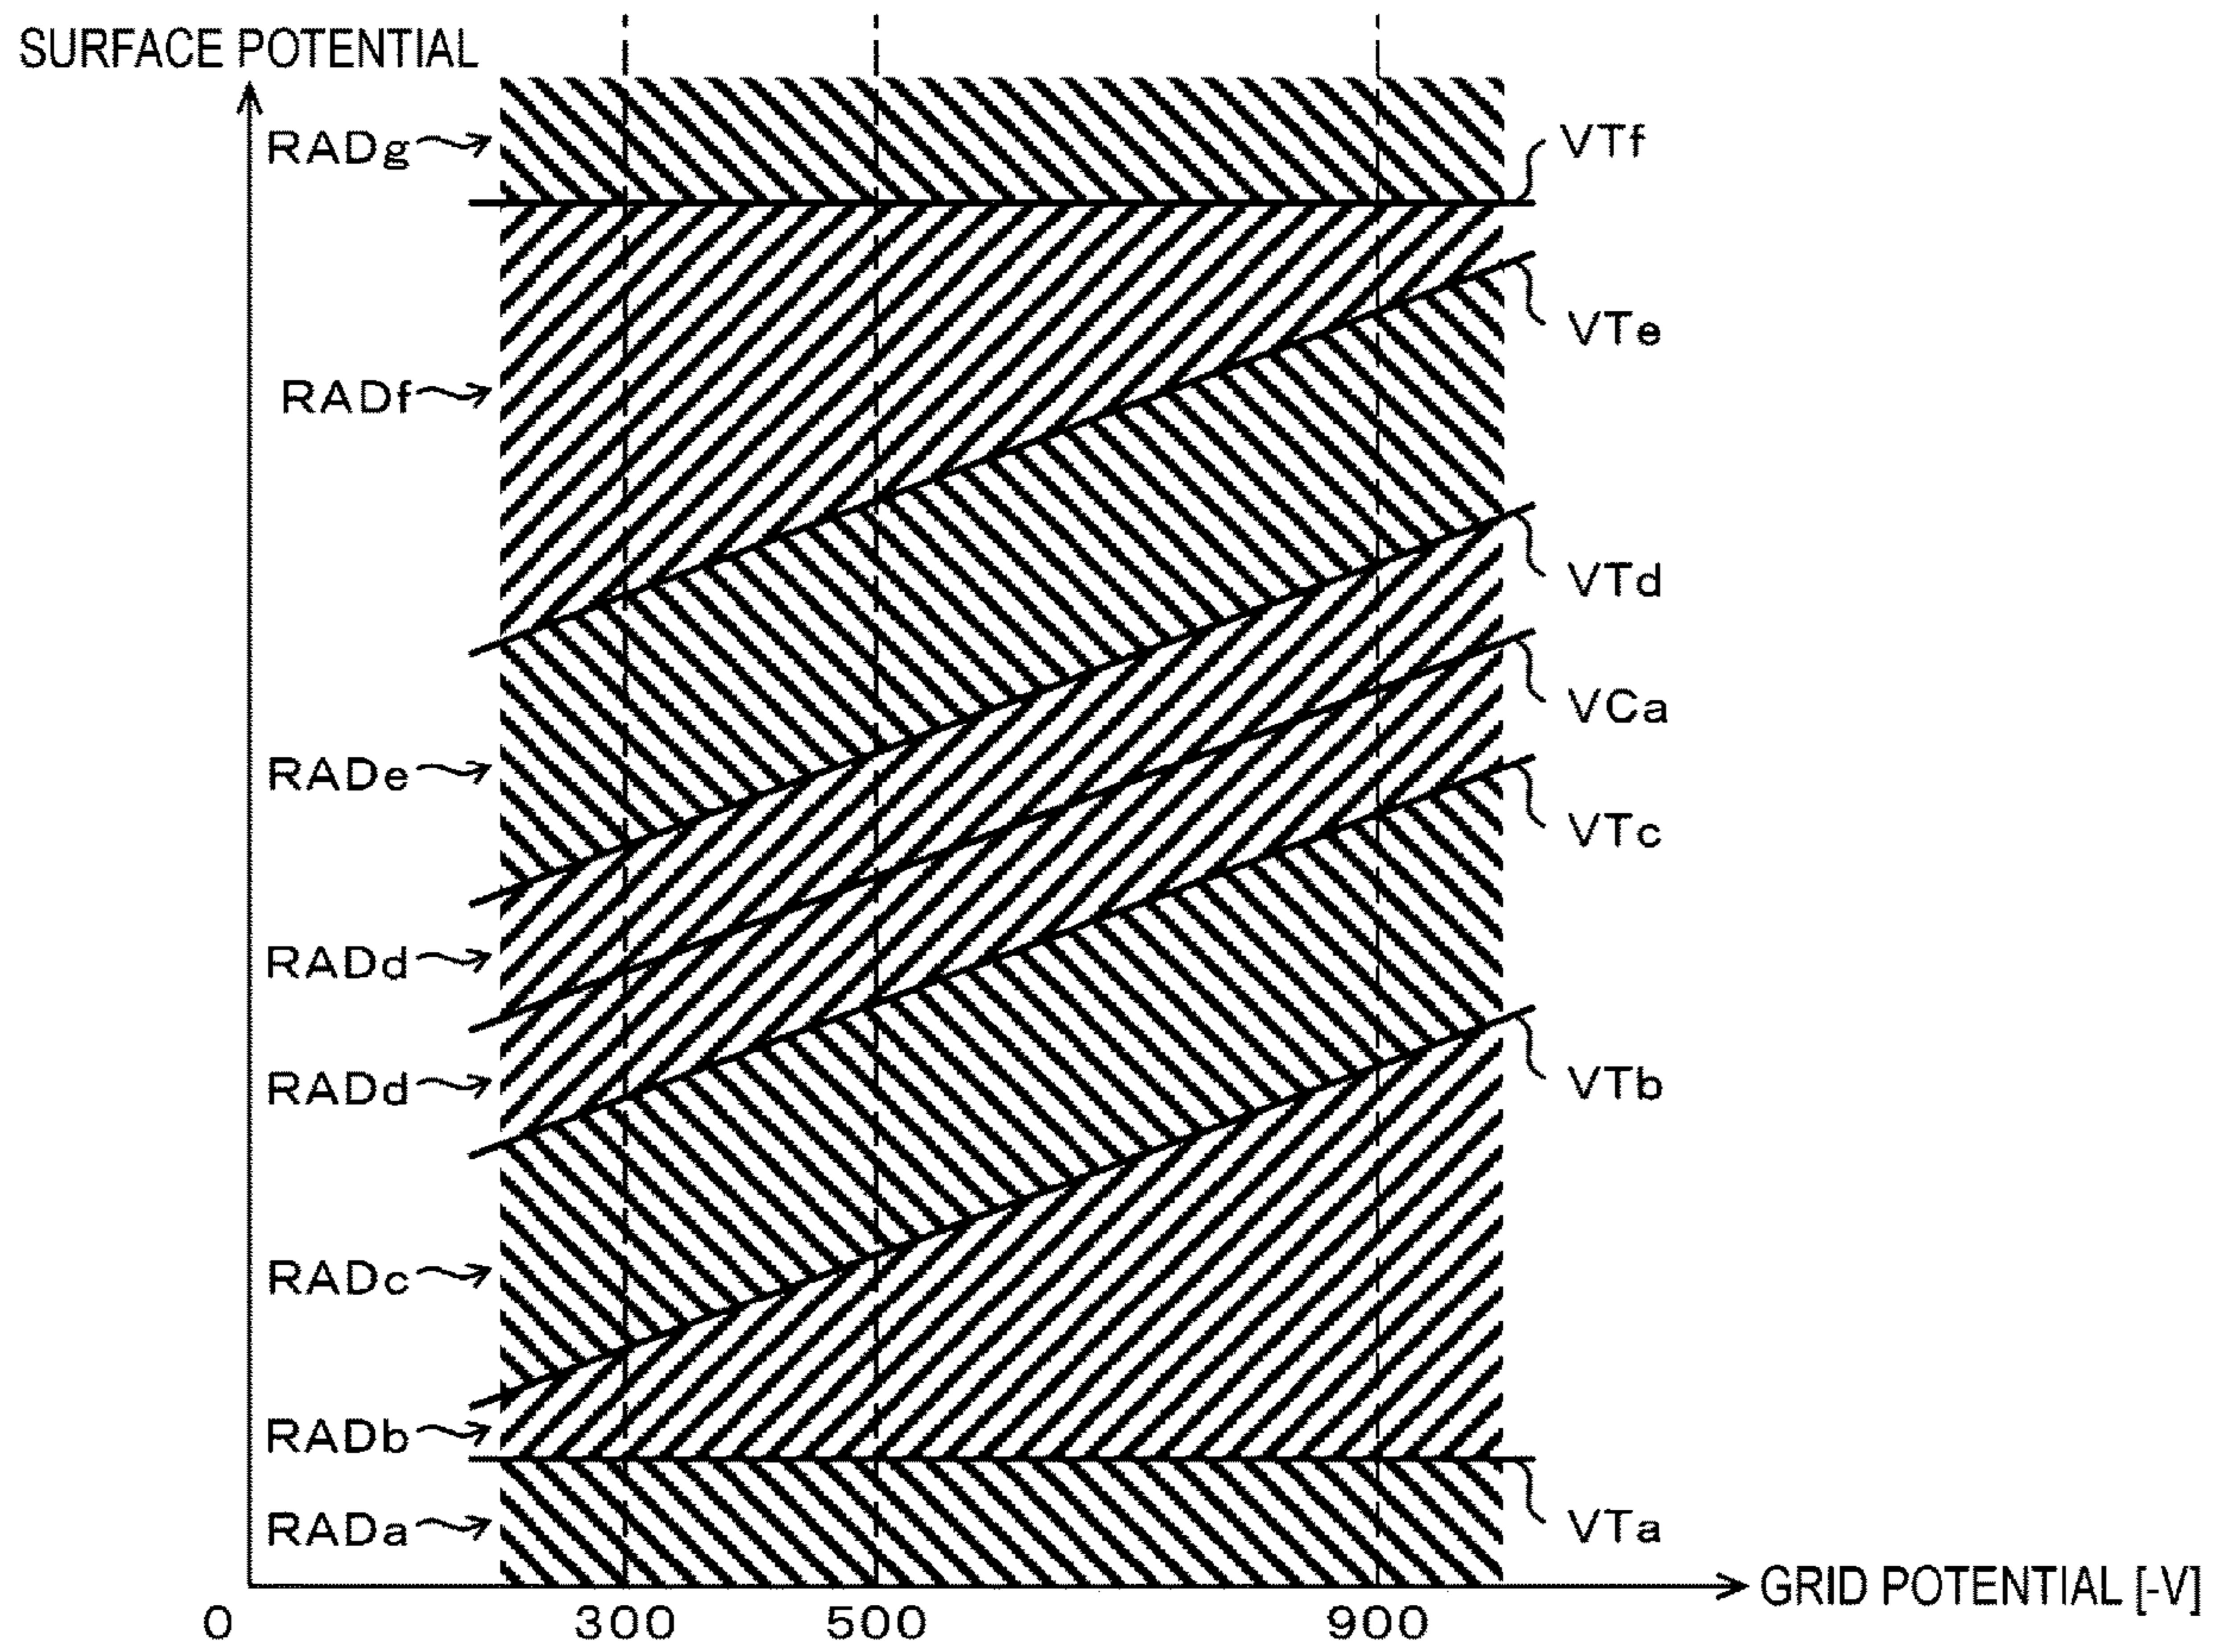 SURFACE POTENTIAL
RADg
VTf
VTe
RADf
VTd
VCa
RADe
VTc
RADd
RADd
VTb
RADc
RADb
RADa
VTa
GRID POTENTIAL [-V]
0 300 500 900